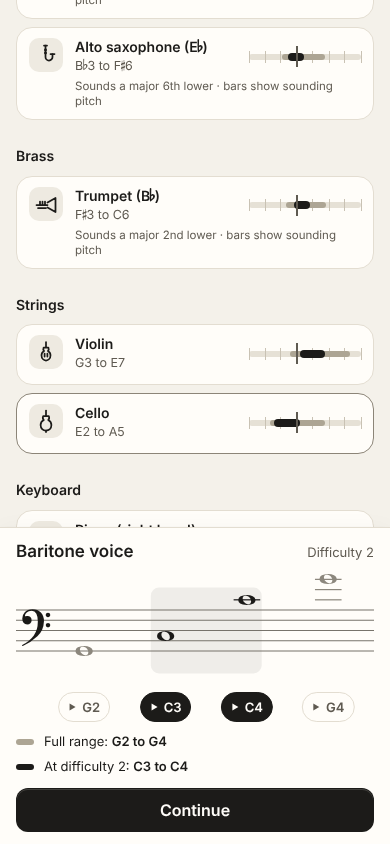 pitch
Alto saxophone (E♭)
B♭3 to F♯6
Sounds a major 6th lower · bars show sounding
pitch
Brass
Trumpet (B♭)
F♯3 to C6
Sounds a major 2nd lower · bars show sounding
pitch
Strings
Violin
G3 to E7
Cello
E2 to A5
Keyboard
Baritone voice
Difficulty 2
G2
C3
C4
G4
Full range: G2 to G4
At difficulty 2: C3 to C4
Continue